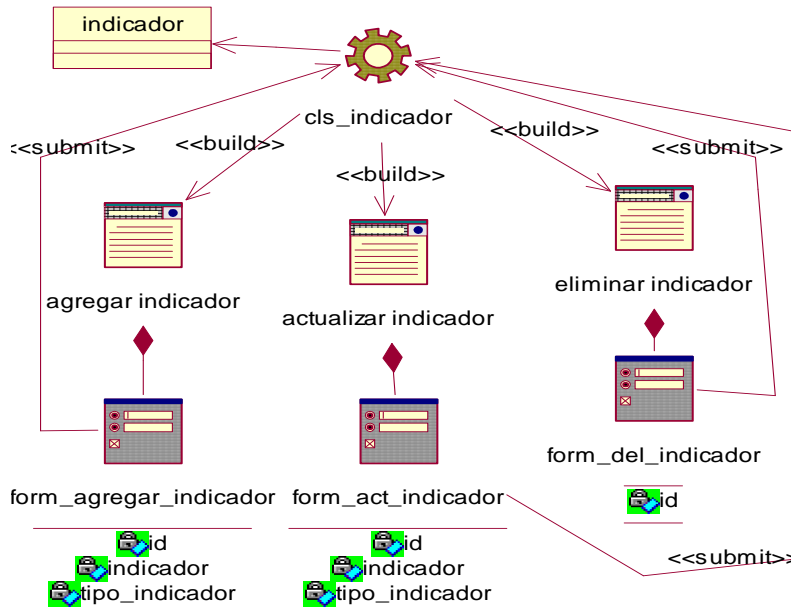 indicador
cls_indicador
<<submit>>
<<build>>
<<build>>
<<build>>
<<submit>>
agregar indicador
actualizar indicador
eliminar indicador
form_agregar_indicador
id
indicador
tipo_indicador
form_act_indicador
id
indicador
tipo_indicador
form_del_indicador
id
<<submit>>